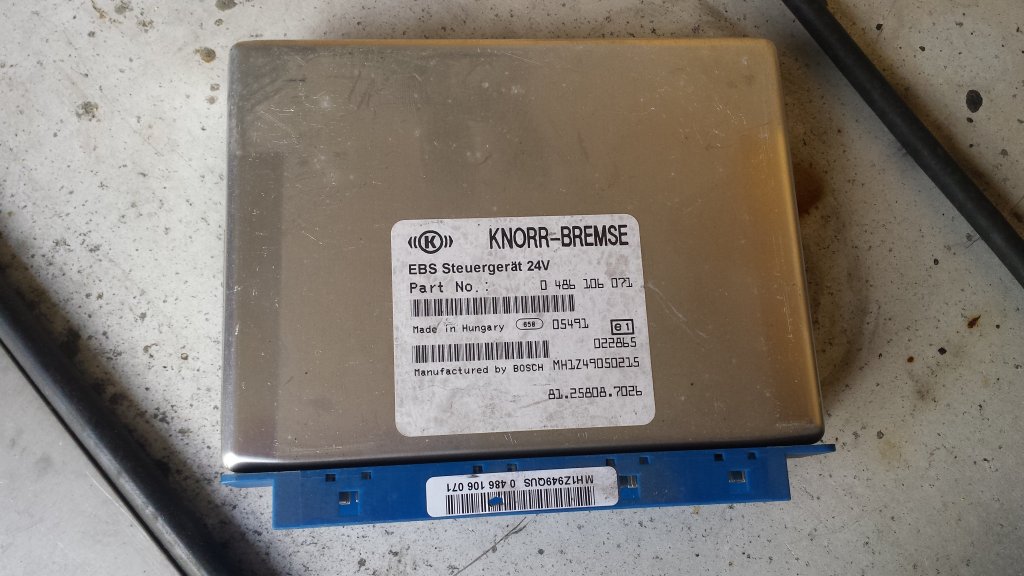 K KNORR-BREMSE
EBS Steuergerät 24V
Part No.: 0 486 106 071
Made in Hungary 656 05491 e1
022865
Manufactured by BOSCH MH1Z49050215
81.25808.7026
MH1Z949QUS 0 486 106 071